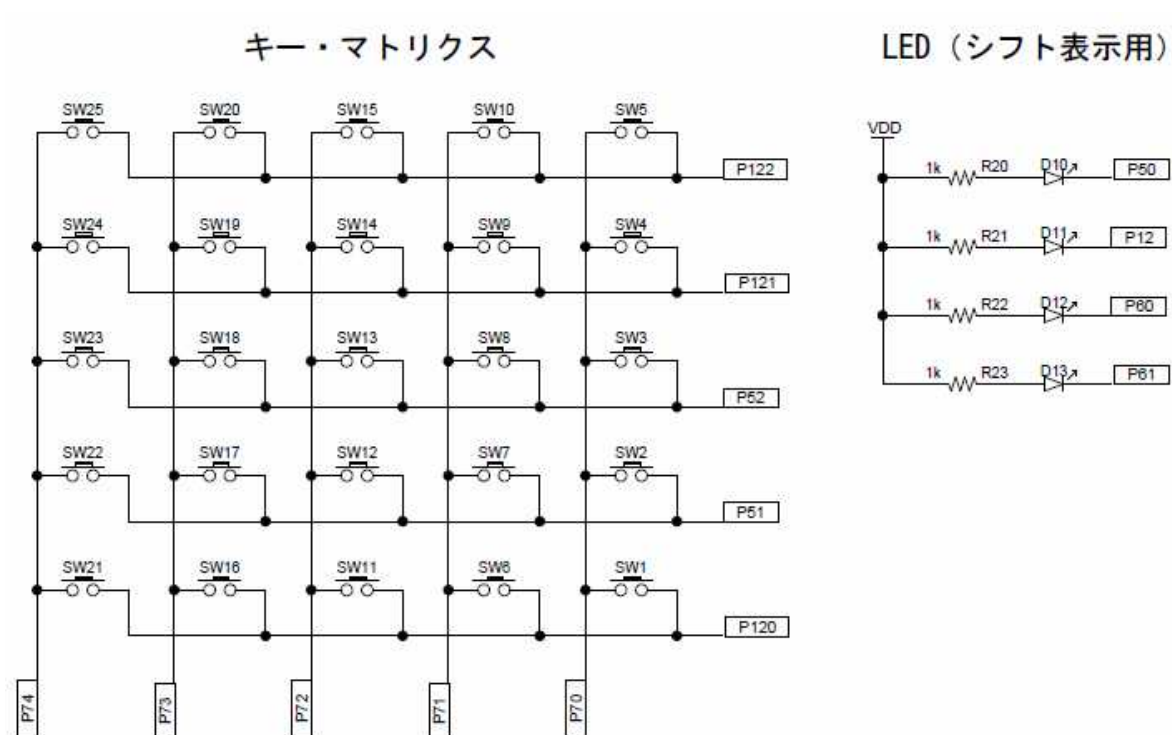 キー・マトリクス
LED（シフト表示用）
SW25 SW20 SW15 SW10 SW5
P122
SW24 SW19 SW14 SW9 SW4
P121
SW23 SW18 SW13 SW8 SW3
P52
SW22 SW17 SW12 SW7 SW2
P51
SW21 SW16 SW11 SW6 SW1
P120
P74 P73 P72 P71 P70
VDD
1k R20 D10 P50
1k R21 D11 P12
1k R22 D12 P60
1k R23 D13 P61